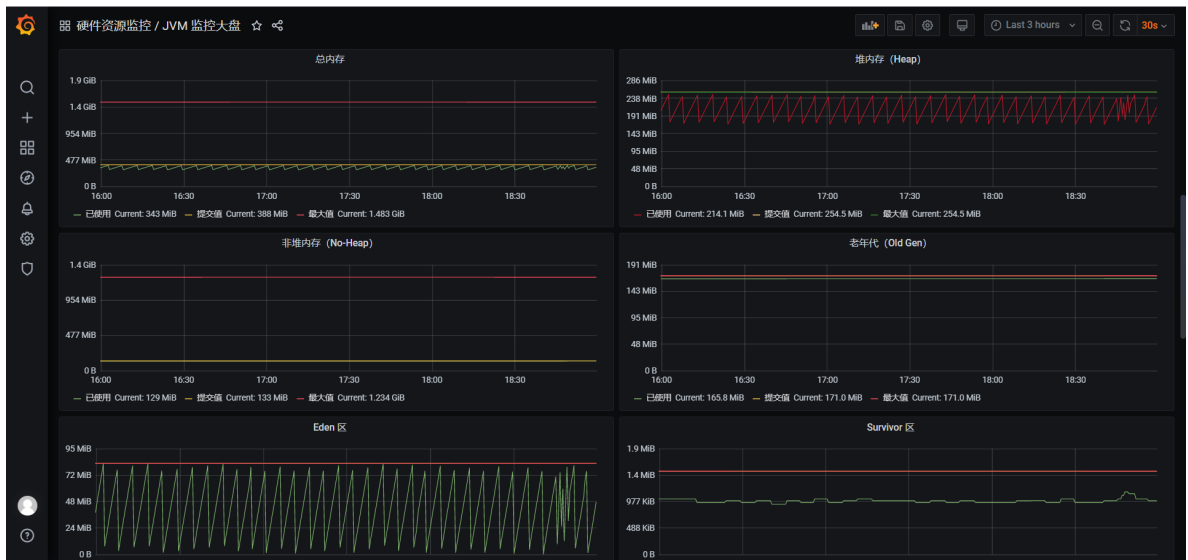 硬件资源监控 / JVM 监控大盘
Last 3 hours
30s
总内存
1.9 GiB
1.4 GiB
954 MiB
477 MiB
0 B
16:00 16:30 17:00 17:30 18:00 18:30
已使用 Current: 343 MiB 提交值 Current: 388 MiB 最大值 Current: 1.483 GiB
堆内存（Heap）
286 MiB
238 MiB
191 MiB
143 MiB
95 MiB
48 MiB
0 B
16:00 16:30 17:00 17:30 18:00 18:30
已使用 Current: 214.1 MiB 提交值 Current: 254.5 MiB 最大值 Current: 254.5 MiB
非堆内存（No-Heap）
1.4 GiB
954 MiB
477 MiB
0 B
16:00 16:30 17:00 17:30 18:00 18:30
已使用 Current: 129 MiB 提交值 Current: 133 MiB 最大值 Current: 1.234 GiB
老年代（Old Gen）
191 MiB
143 MiB
95 MiB
48 MiB
0 B
16:00 16:30 17:00 17:30 18:00 18:30
已使用 Current: 165.8 MiB 提交值 Current: 171.0 MiB 最大值 Current: 171.0 MiB
Eden 区
95 MiB
72 MiB
48 MiB
24 MiB
0 B
Survivor 区
1.9 MiB
1.4 MiB
977 KiB
488 KiB
0 B